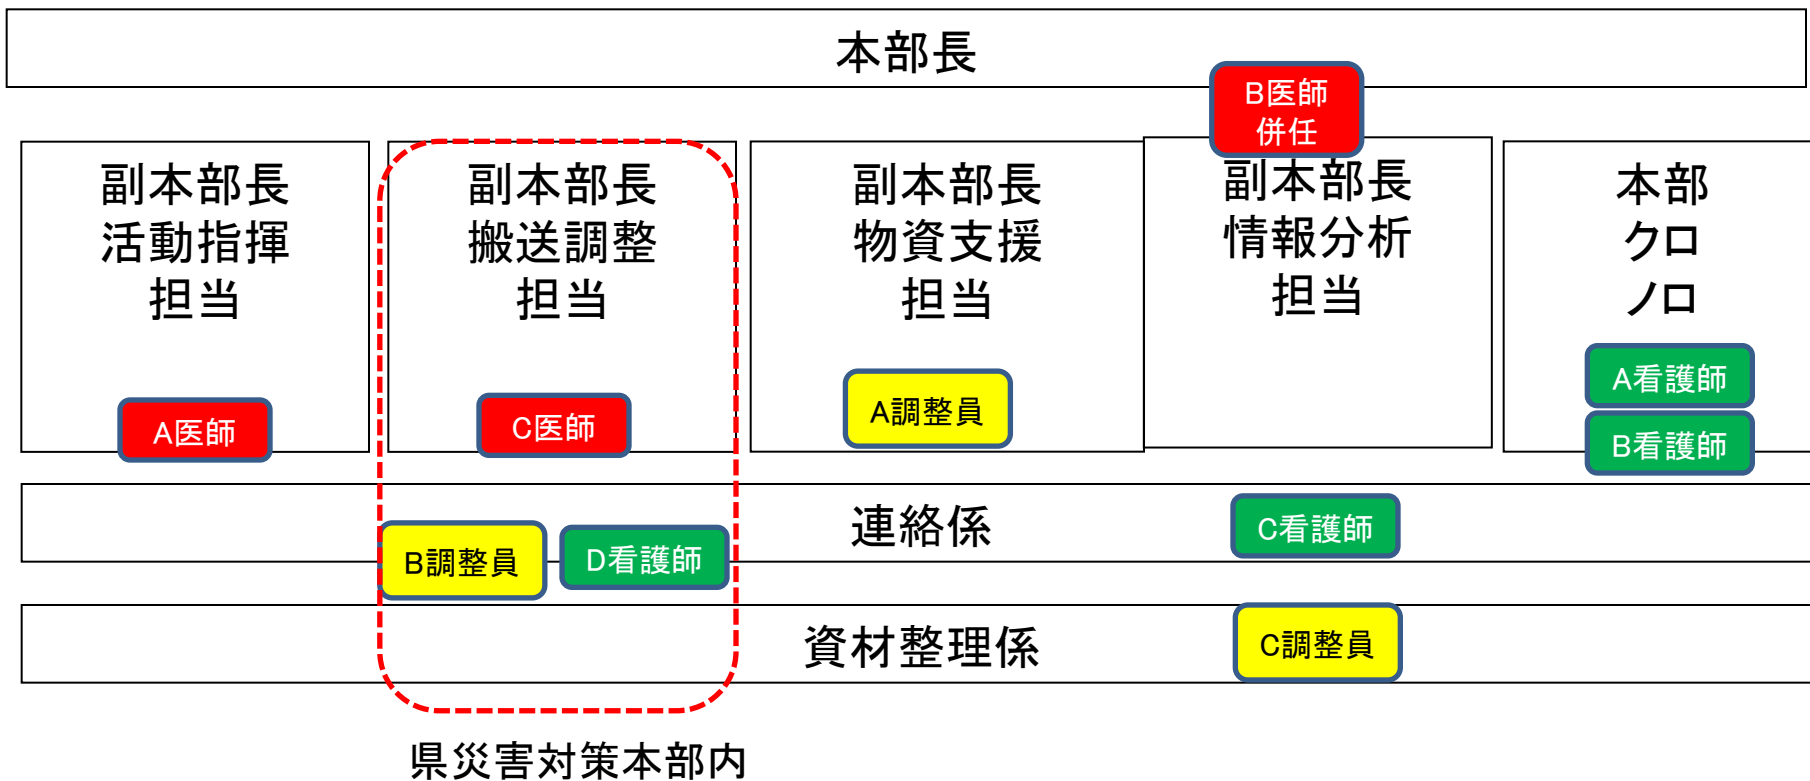 本部長
B医師
併任
副本部長
活動指揮
担当
A医師
副本部長
搬送調整
担当
C医師
副本部長
物資支援
担当
A調整員
副本部長
情報分析
担当
本部
クロ
ノロ
A看護師
B看護師
連絡係
B調整員
D看護師
C看護師
資材整理係
C調整員
県災害対策本部内